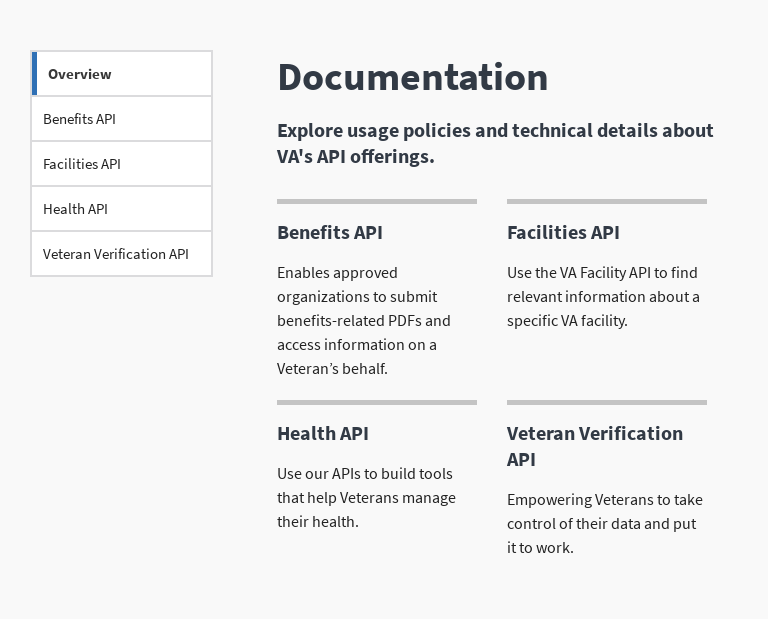 Overview
Benefits API
Facilities API
Health API
Veteran Verification API
Documentation
Explore usage policies and technical details about
VA's API offerings.
Benefits API
Enables approved
organizations to submit
benefits-related PDFs and
access information on a
Veteran’s behalf.
Facilities API
Use the VA Facility API to find
relevant information about a
specific VA facility.
Health API
Use our APIs to build tools
that help Veterans manage
their health.
Veteran Verification
API
Empowering Veterans to take
control of their data and put
it to work.